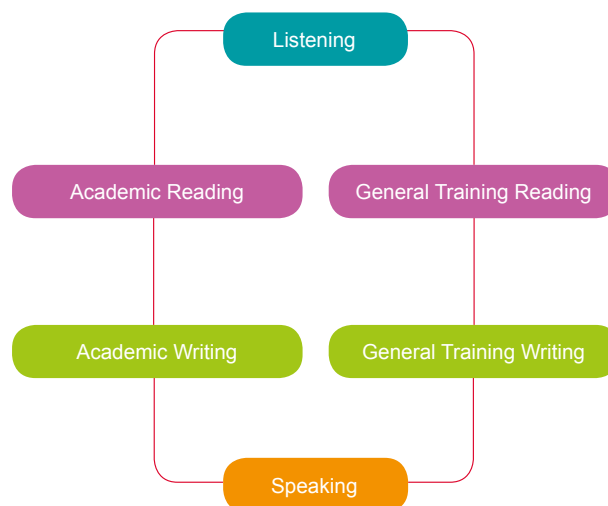 Listening
Academic Reading
General Training Reading
Academic Writing
General Training Writing
Speaking